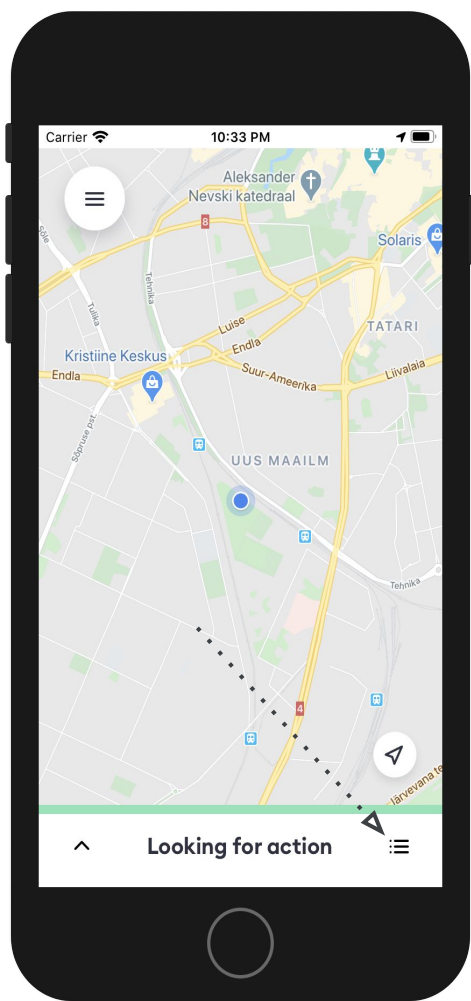 Carrier
10:33 PM
Aleksander
Nevski katedraal
8
Solaris
Sõle
Tehnika
Tulika
Luise
TATARI
Endla
Kristiine Keskus
Endla
Suur-Ameerika
Liivalaia
Sõpruse pst.
UUS MAAILM
Tehnika
4
Järvevana te
Looking for action